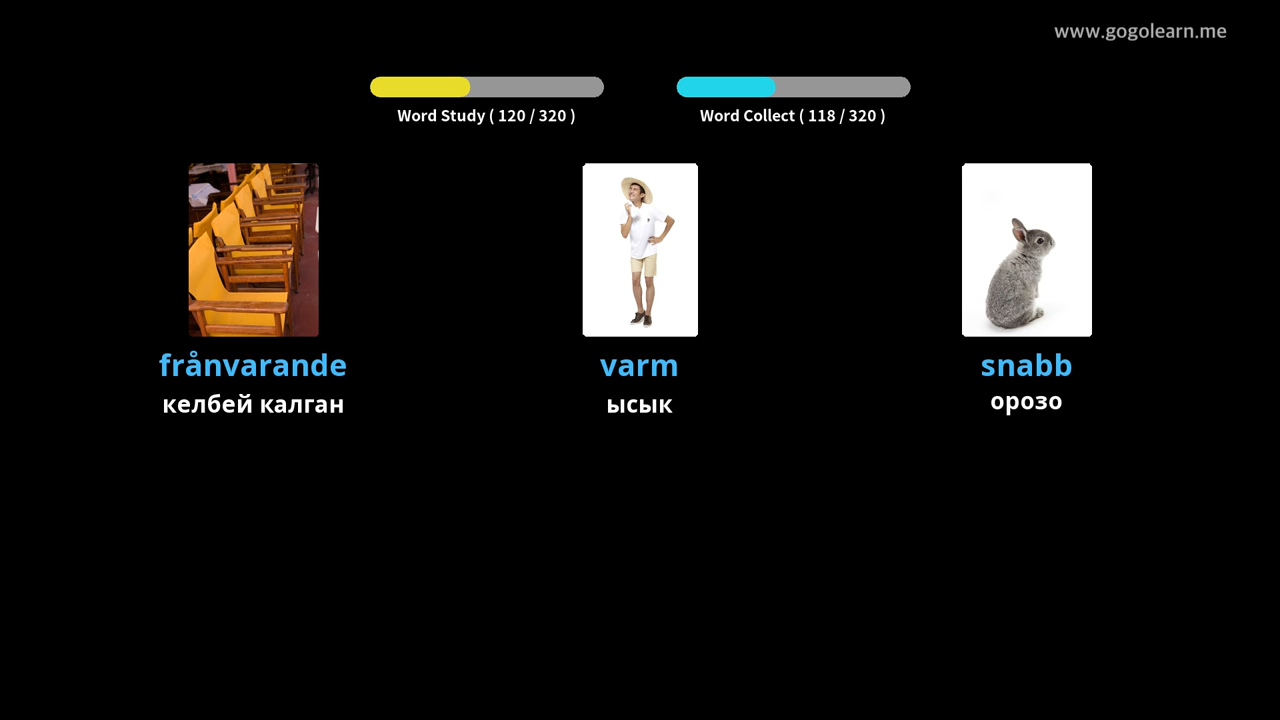 www.gogolearn.me
Word Study ( 120 / 320 )
Word Collect ( 118 / 320 )
frånvarande
varm
snabb
келбей калган
ысык
орозо